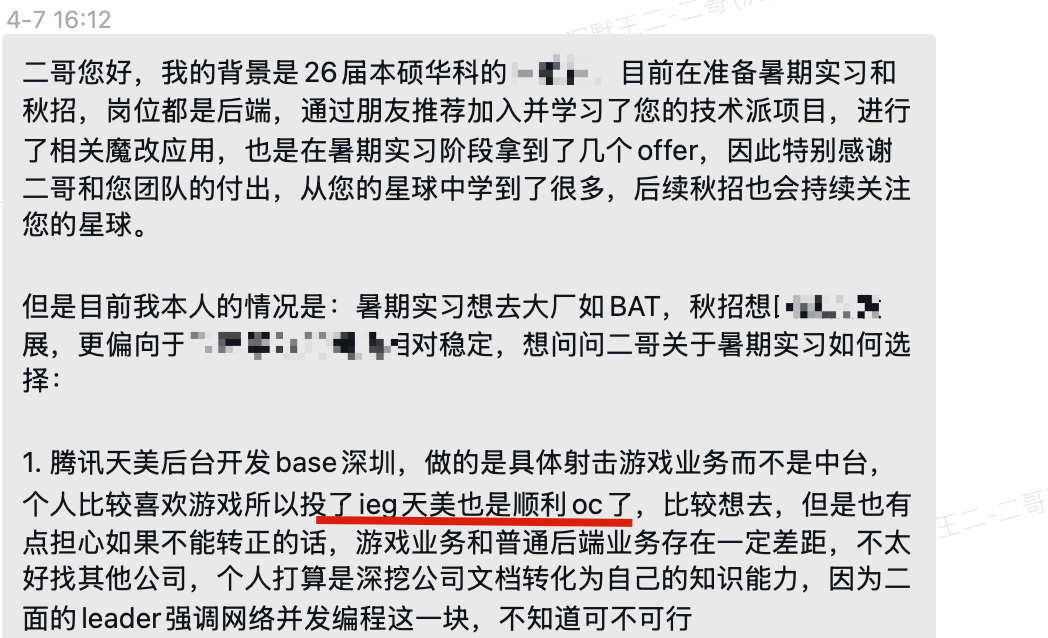 4-7 16:12
沉默王二-二哥
二哥您好，我的背景是26届本硕华科的 目前在准备暑期实习和
秋招，岗位都是后端，通过朋友推荐加入并学习了您的技术派项目，进行
了相关魔改应用，也是在暑期实习阶段拿到了几个offer，因此特别感谢
二哥和您团队的付出，从您的星球中学到了很多，后续秋招也会持续关注
您的星球。
但是目前我本人的情况是：暑期实习想去大厂如BAT，秋招想
展，更偏向于 相对稳定，想问问二哥关于暑期实习如何选
择：
1. 腾讯天美后台开发base深圳，做的是具体射击游戏业务而不是中台，
个人比较喜欢游戏所以投了ieg天美也是顺利oc了，比较想去，但是也有
王二-二哥
点担心如果不能转正的话，游戏业务和普通后端业务存在一定差距，不太
好找其他公司，个人打算是深挖公司文档转化为自己的知识能力，因为二
面的leader强调网络并发编程这一块，不知道可不可行